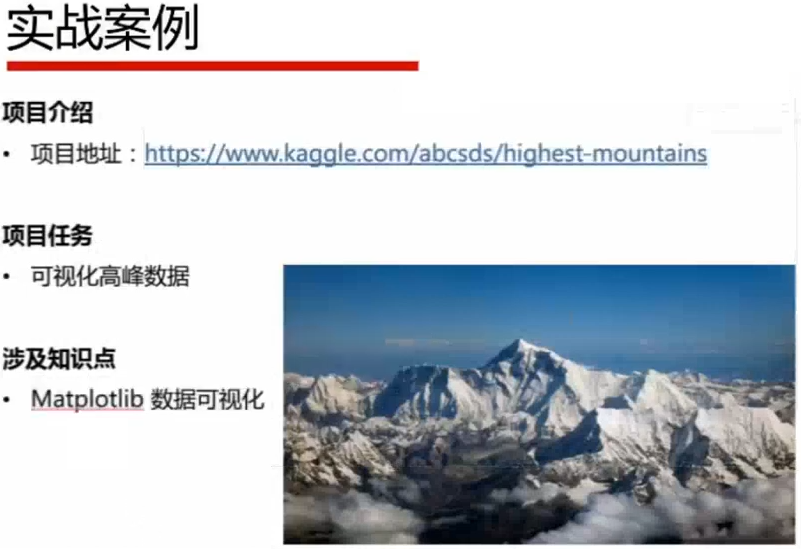 实战案例
项目介绍
• 项目地址：https://www.kaggle.com/abcsds/highest-mountains
项目任务
• 可视化高峰数据
涉及知识点
• Matplotlib 数据可视化